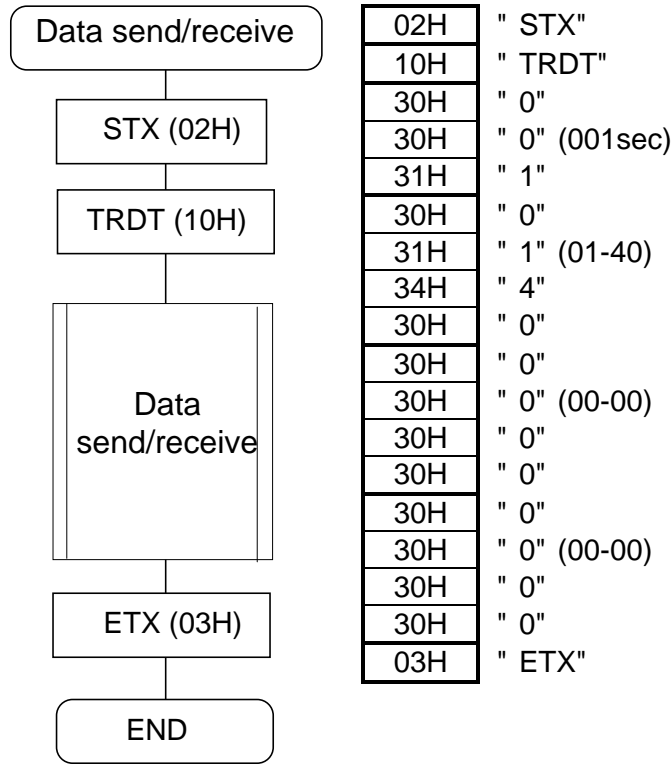 Data send/receive
STX (02H)
TRDT (10H)
Data
send/receive
ETX (03H)
END
02H " STX"
10H " TRDT"
30H " 0"
30H " 0" (001sec)
31H " 1"
30H " 0"
31H " 1" (01-40)
34H " 4"
30H " 0"
30H " 0"
30H " 0" (00-00)
30H " 0"
30H " 0"
30H " 0"
30H " 0" (00-00)
30H " 0"
30H " 0"
03H " ETX"